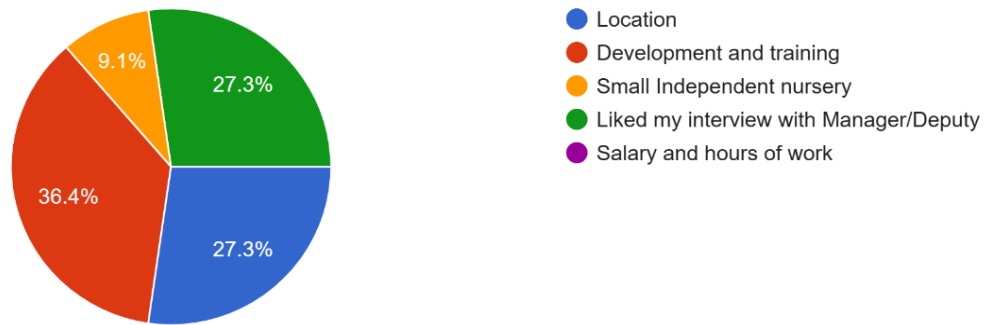 9.1%
27.3%
36.4%
27.3%
Location
Development and training
Small Independent nursery
Liked my interview with Manager/Deputy
Salary and hours of work